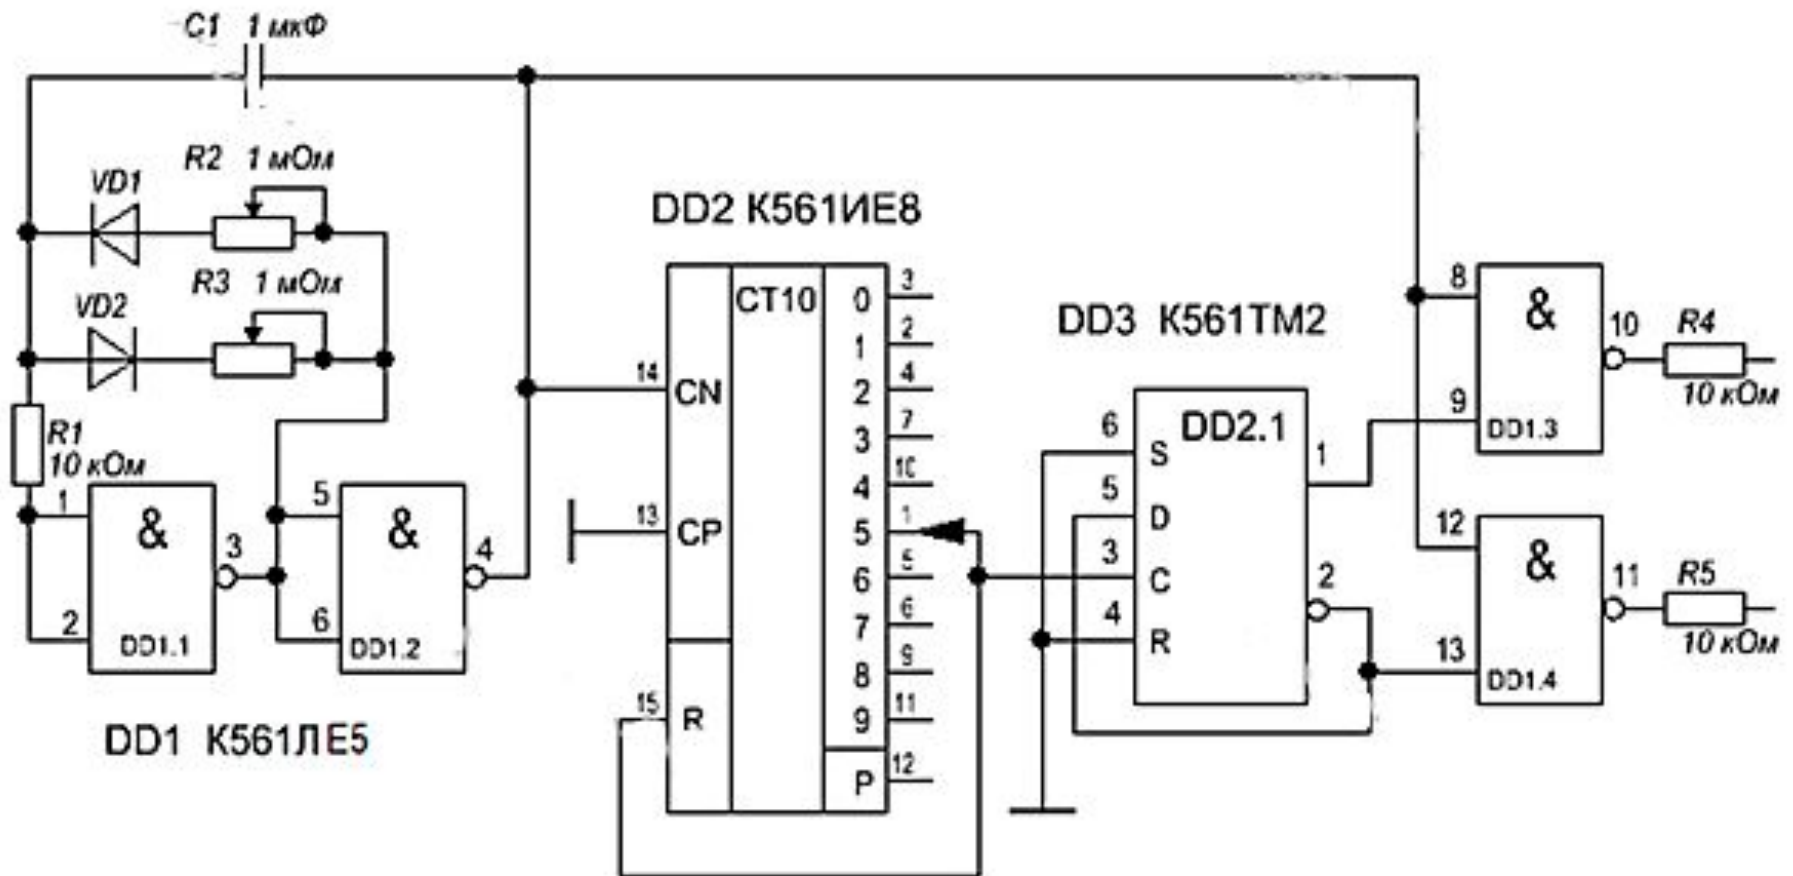 C1 1 мкФ
R2 1 мОм
VD1
R3 1 мОм
VD2
R1
10 кОм
1
2
&
DD1.1
3
5
6
&
DD1.2
4
DD1 К561ЛЕ5
DD2 К561ИЕ8
14
13
15
CN
CP
R
CT10
0 3
1 2
2 4
3 7
4 10
5 1
6 5
7 6
8 9
9 11
P 12
DD3 К561ТМ2
6
5
3
4
S
D
C
R
DD2.1
1
2
8
9
&
DD1.3
10
R4
10 кОм
12
13
&
DD1.4
11
R5
10 кОм